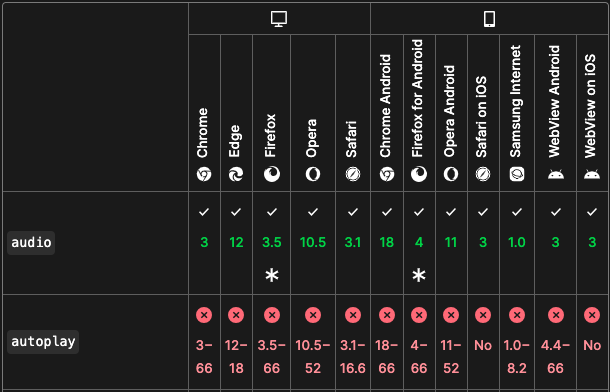 Chrome
Edge
Firefox
Opera
Safari
Chrome Android
Firefox for Android
Opera Android
Safari on iOS
Samsung Internet
WebView Android
WebView on iOS
audio
3 12 3.5 10.5 3.1 18 4 11 3 1.0 3 3
* *
autoplay
3– 12– 3.5– 10.5– 3.1– 18– 4– 11– No 1.0– 4.4– No
66 18 66 52 16.6 66 66 52 8.2 66